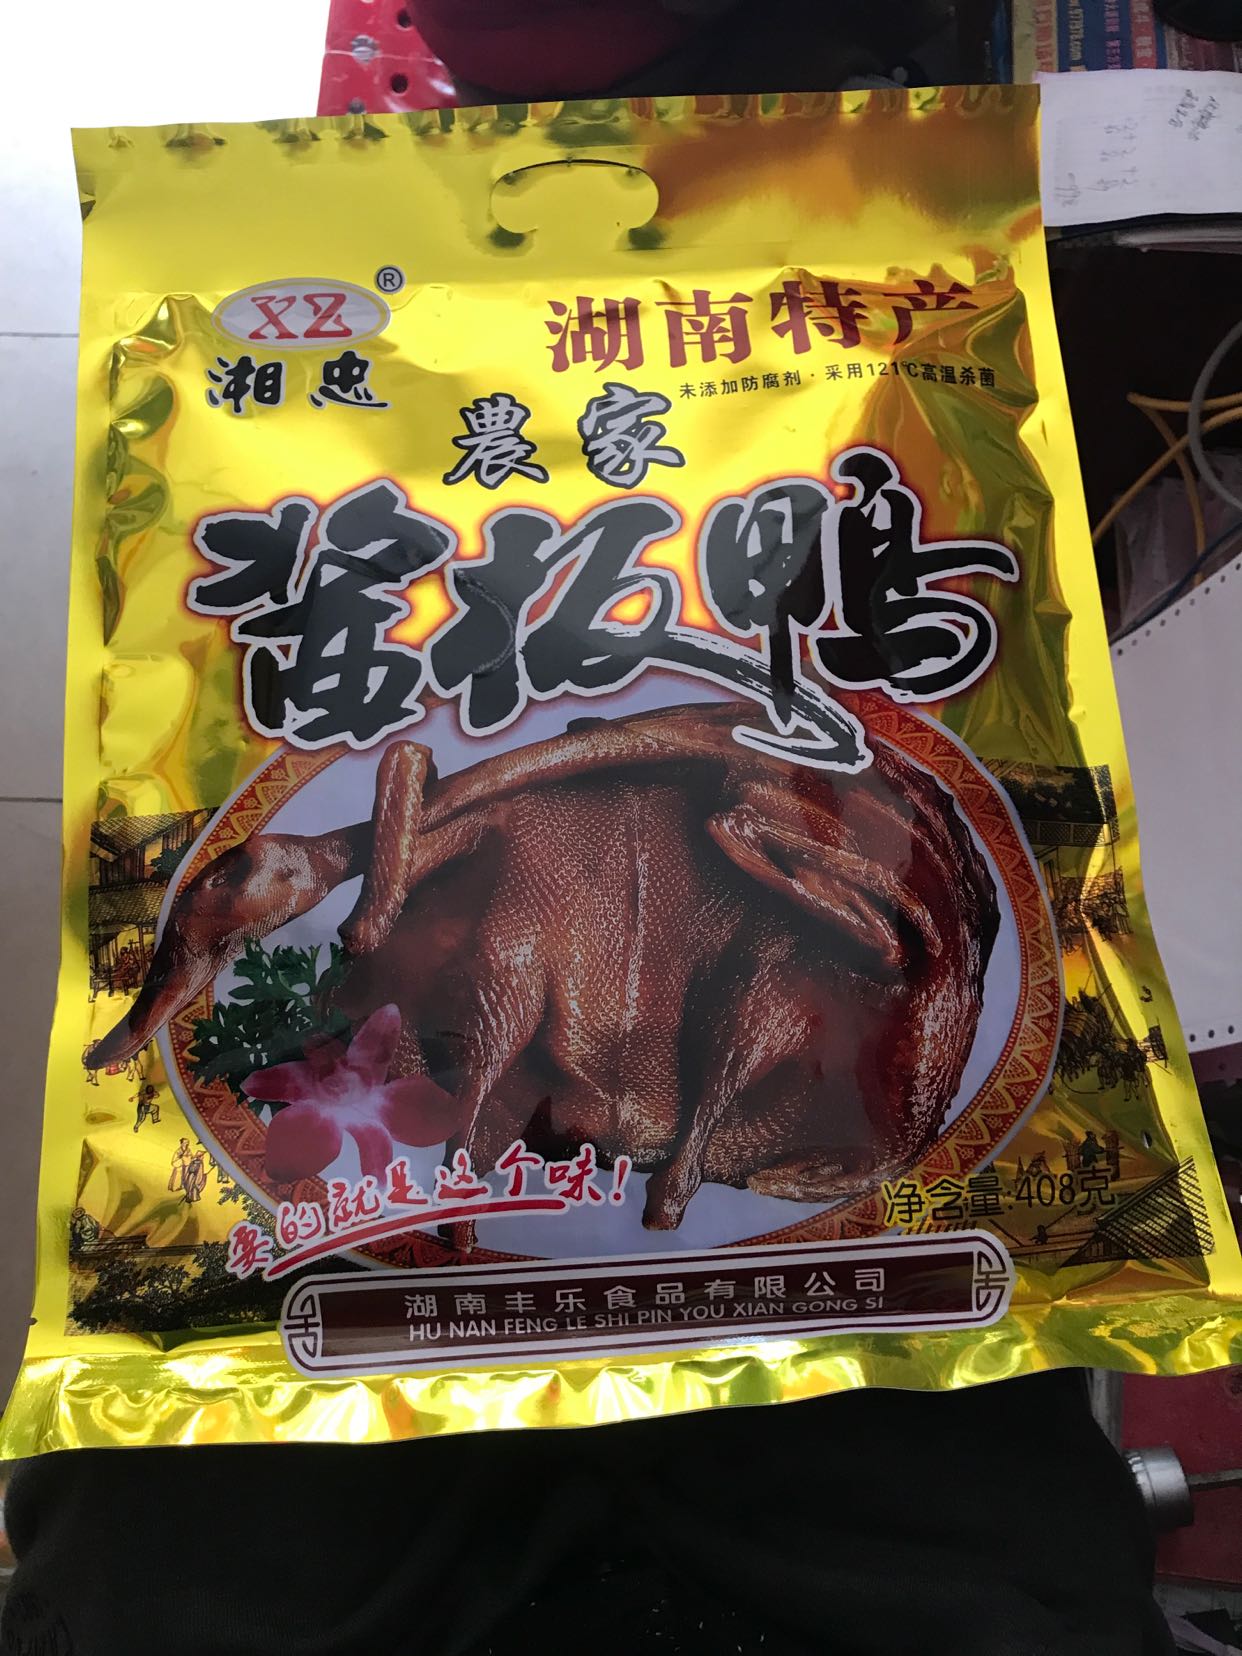 XZ®
湘忠
湖南特产
未添加防腐剂·采用121℃高温杀菌
農家
酱板鸭
要的就是这个味！
净含量:408克
湖南丰乐食品有限公司
HU NAN FENG LE SHI PIN YOU XIAN GONG SI